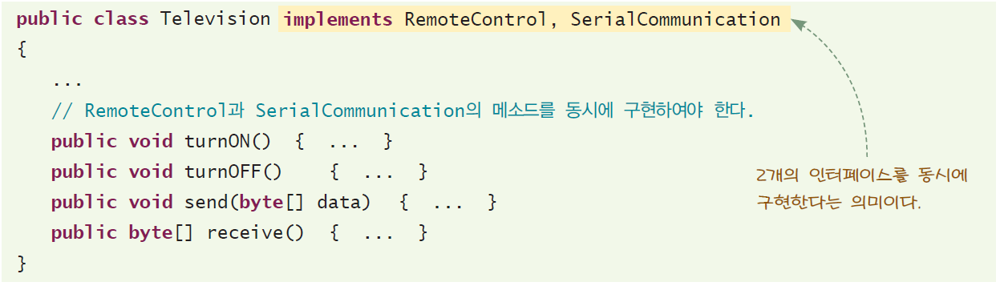 public class Television implements RemoteControl, SerialCommunication
{
...
// RemoteControl과 SerialCommunication의 메소드를 동시에 구현하여야 한다.
public void turnON() { ... }
public void turnOFF() { ... }
public void send(byte[] data) { ... }
public byte[] receive() { ... }
}
2개의 인터페이스를 동시에
구현한다는 의미이다.